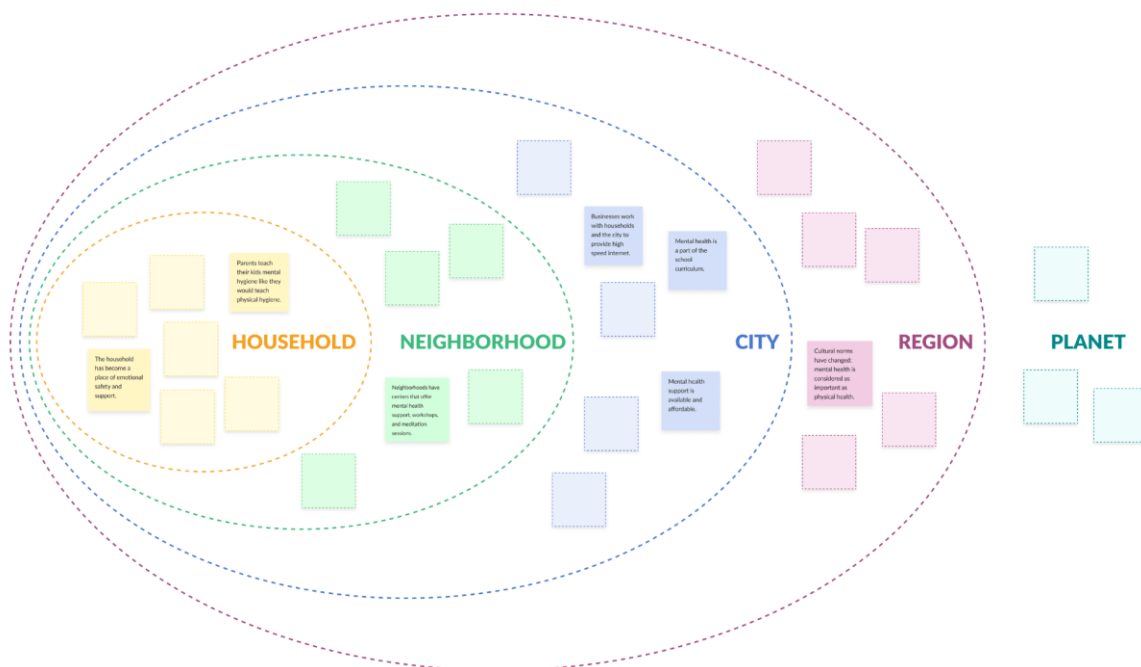 Businesses work
with households
and the city to
provide high
speed internet.
Mental health is
a part of the
school
curriculum.
Parents teach
their kids mental
hygiene like they
would teach
physical hygiene.
HOUSEHOLD
NEIGHBORHOOD
CITY
REGION
PLANET
The household
has become a
place of emotional
safety and
support.
Neighborhoods have
centers that offer
mental health
support, workshops,
and meditation
sessions.
Mental health
support is
available and
affordable.
Cultural norms
have changed:
mental health is
considered as
important as
physical health.